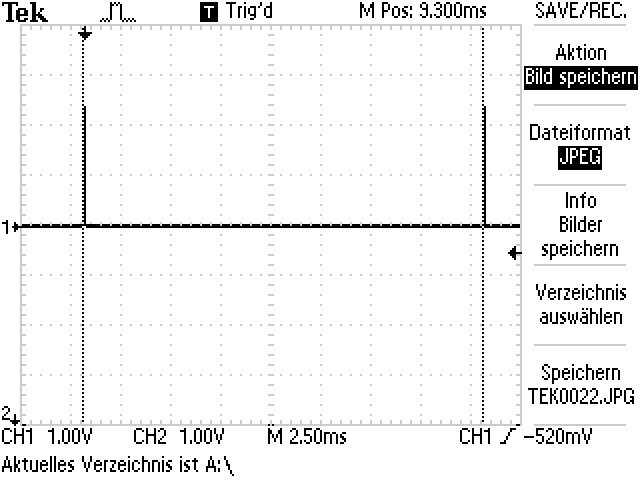 Tek T Trig'd M Pos: 9.300ms SAVE/REC.
Aktion
Bild speichern
Dateiformat
JPEG
Info
Bilder
speichern
Verzeichnis
auswählen
Speichern
TEK0022.JPG
1
2
CH1 1.00V CH2 1.00V M 2.50ms CH1 -520mV
Aktuelles Verzeichnis ist A:\